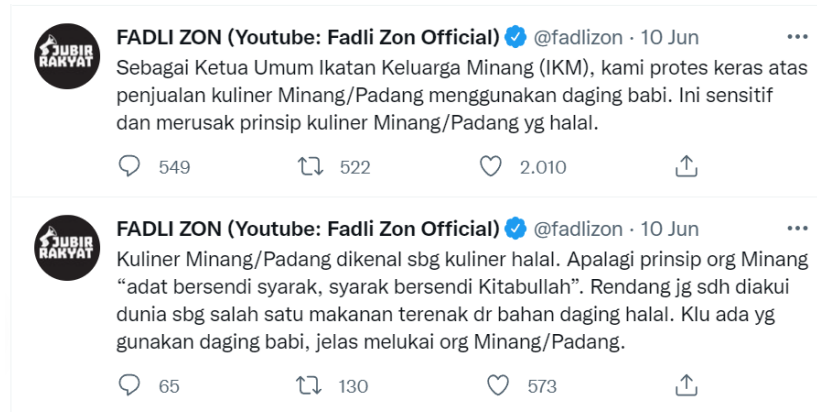 JUBIR
RAKYAT
FADLI ZON (Youtube: Fadli Zon Official) @fadlizon · 10 Jun
Sebagai Ketua Umum Ikatan Keluarga Minang (IKM), kami protes keras atas
penjualan kuliner Minang/Padang menggunakan daging babi. Ini sensitif
dan merusak prinsip kuliner Minang/Padang yg halal.
549 522 2.010
JUBIR
RAKYAT
FADLI ZON (Youtube: Fadli Zon Official) @fadlizon · 10 Jun
Kuliner Minang/Padang dikenal sbg kuliner halal. Apalagi prinsip org Minang
“adat bersendi syarak, syarak bersendi Kitabullah”. Rendang jg sdh diakui
dunia sbg salah satu makanan terenak dr bahan daging halal. Klu ada yg
gunakan daging babi, jelas melukai org Minang/Padang.
65 130 573